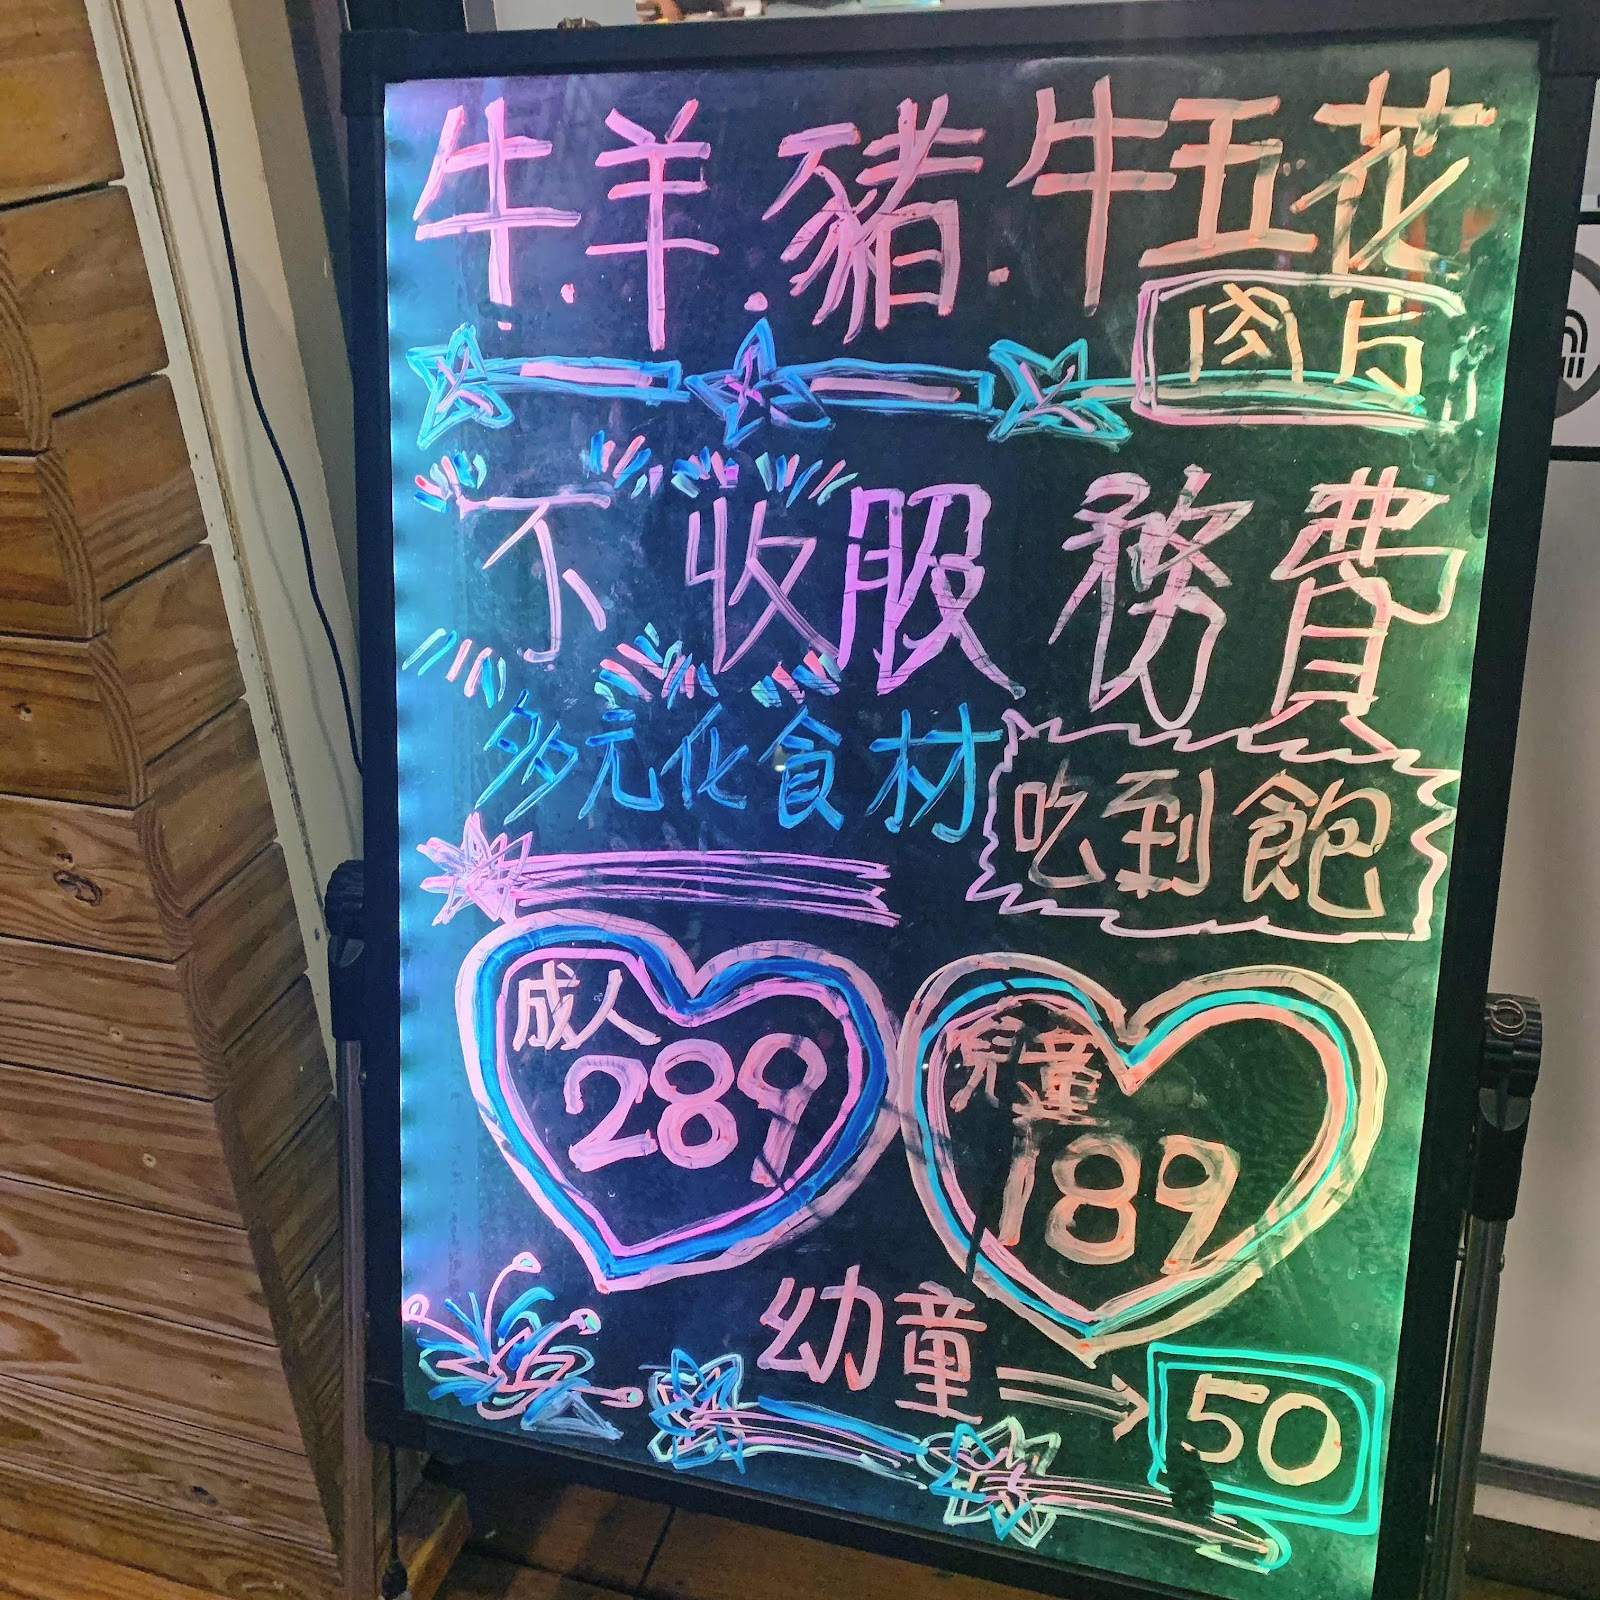 牛.羊.豬.牛五花
肉片
不收服務費
多元化食材
吃到飽
成人
289
兒童
189
幼童
50